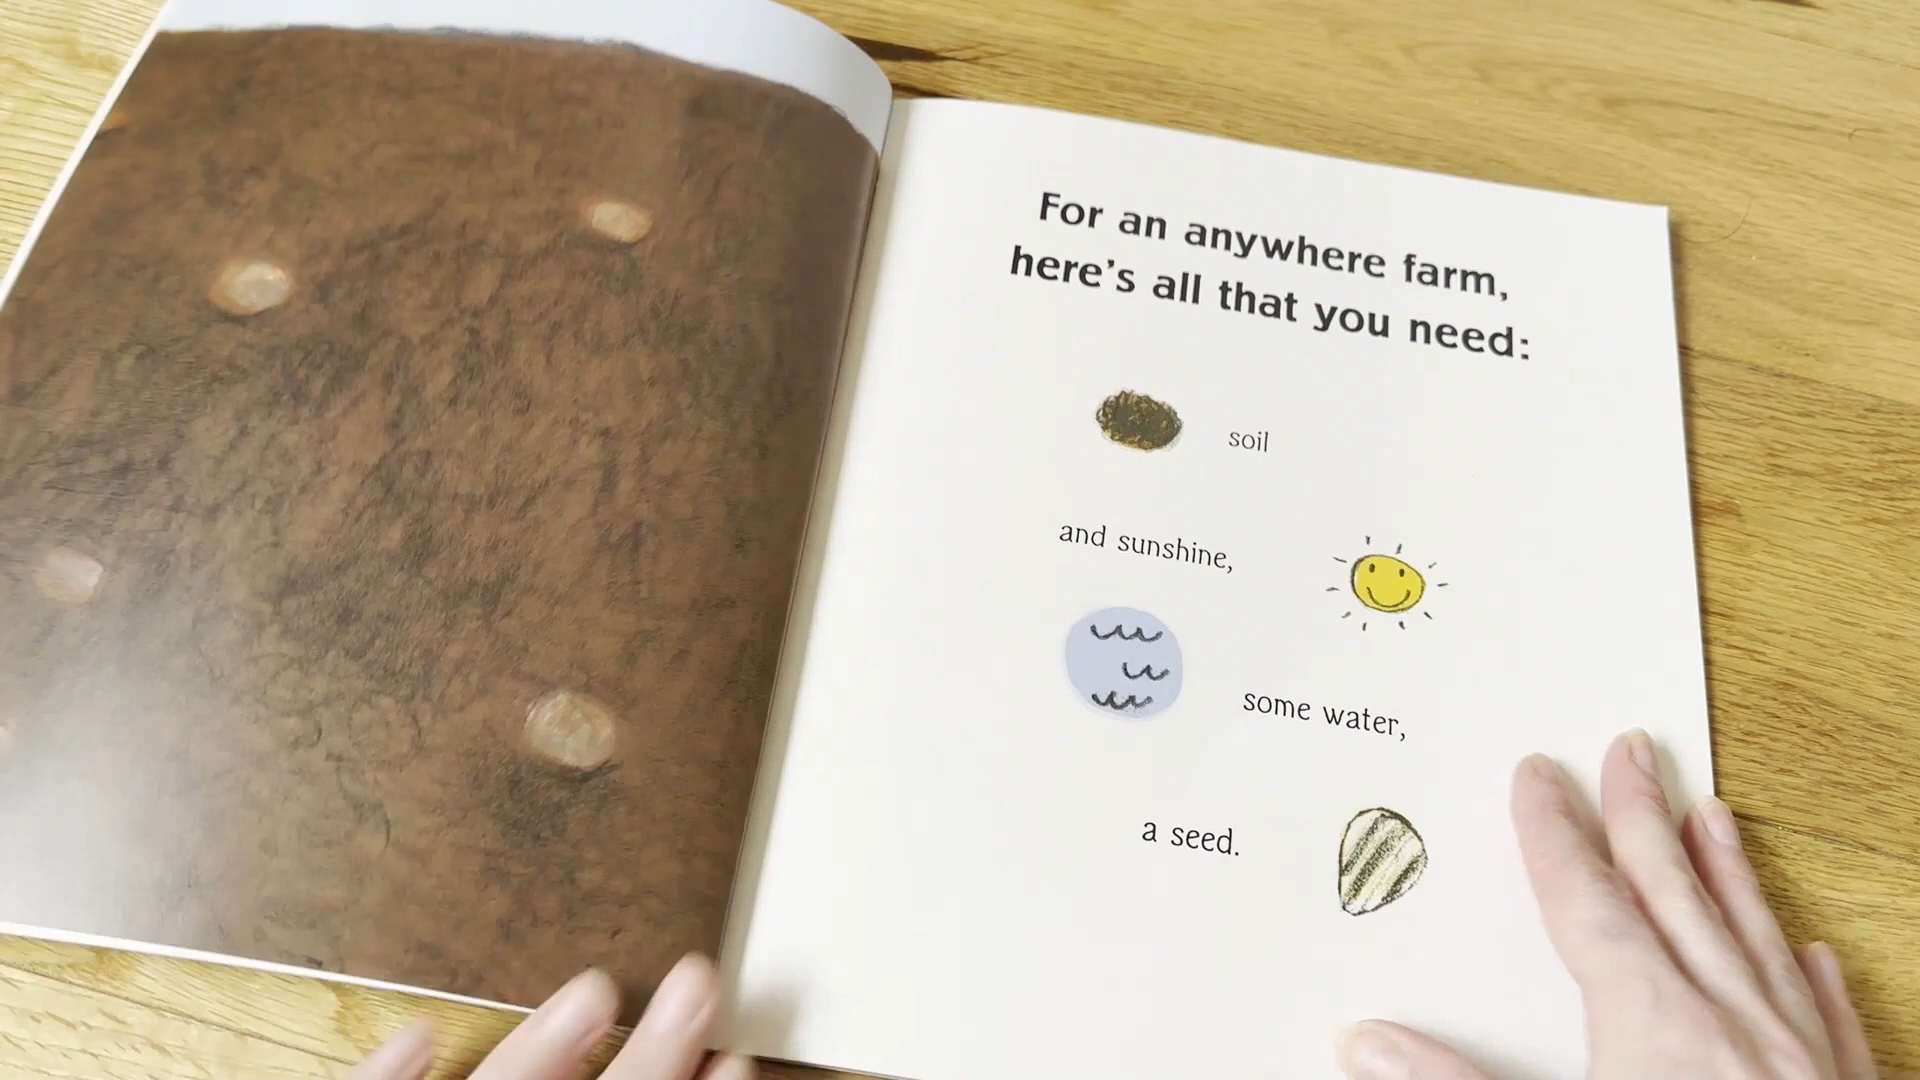 For an anywhere farm,
here's all that you need:
soil
and sunshine,
some water,
a seed.